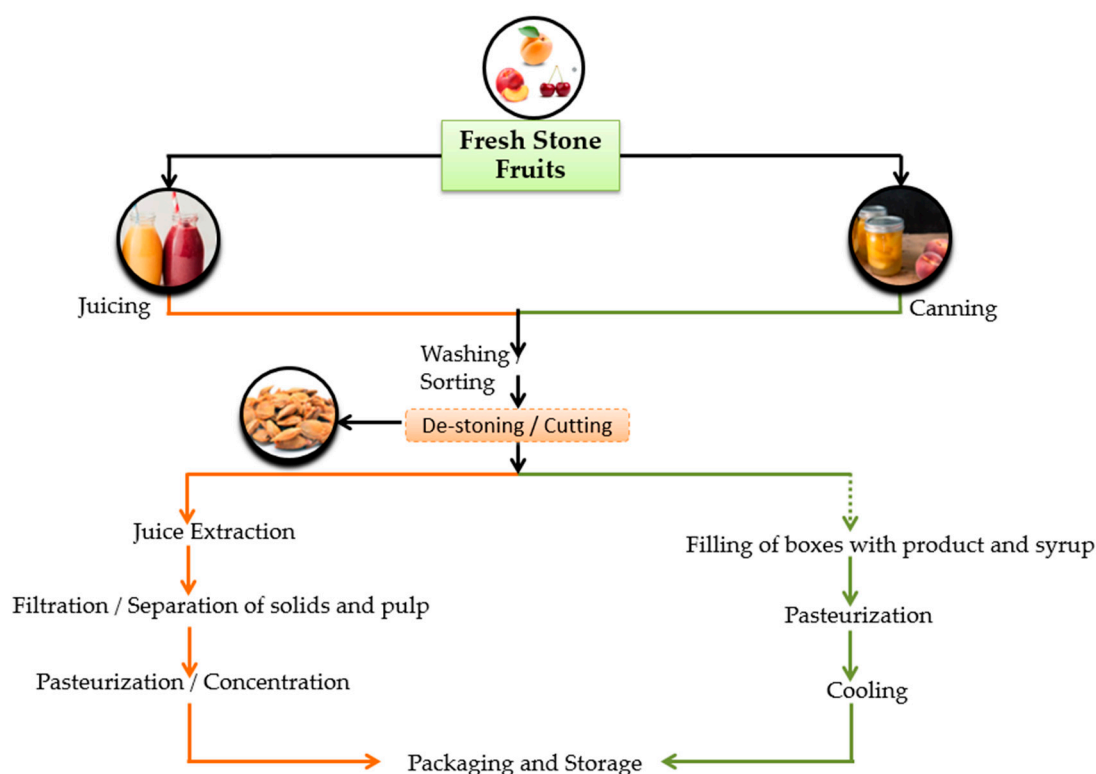 Fresh Stone
Fruits
Juicing
Canning
Washing /
Sorting
De-stoning / Cutting
Juice Extraction
Filling of boxes with product and syrup
Filtration / Separation of solids and pulp
Pasteurization
Pasteurization / Concentration
Cooling
Packaging and Storage